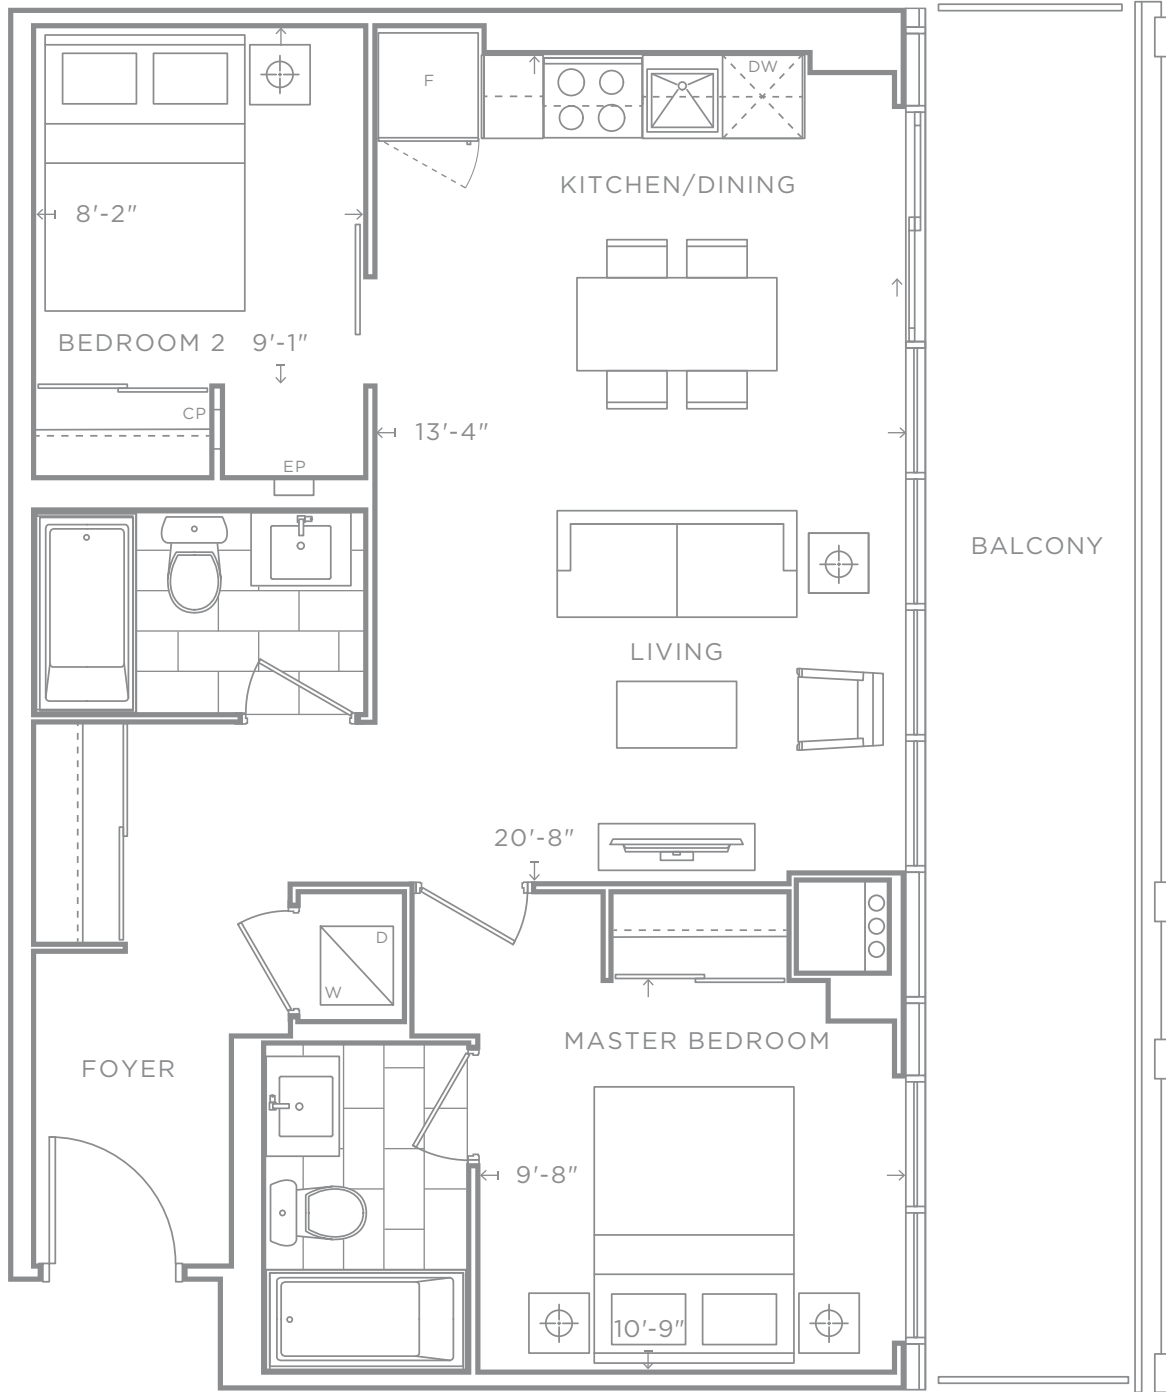 F
DW
KITCHEN/DINING
8'-2"
BEDROOM 2 9'-1"
CP
13'-4"
EP
BALCONY
LIVING
20'-8"
D
W
MASTER BEDROOM
FOYER
9'-8"
10'-9"